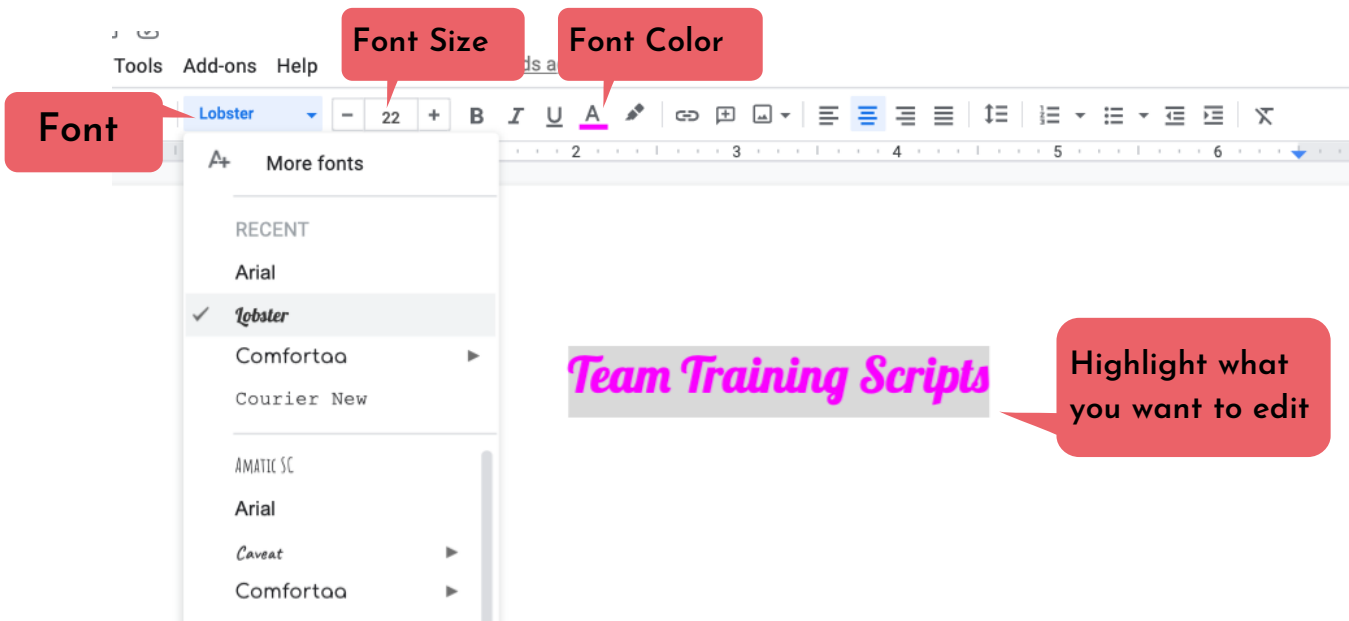 Font Size
Font Color
Tools Add-ons Help
Font
Lobster
22
B I U A
2 3 4 5 6
More fonts
RECENT
Arial
Lobster
Comfortaa
Courier New
Amatic SC
Arial
Caveat
Comfortaa
Team Training Scripts
Highlight what
you want to edit